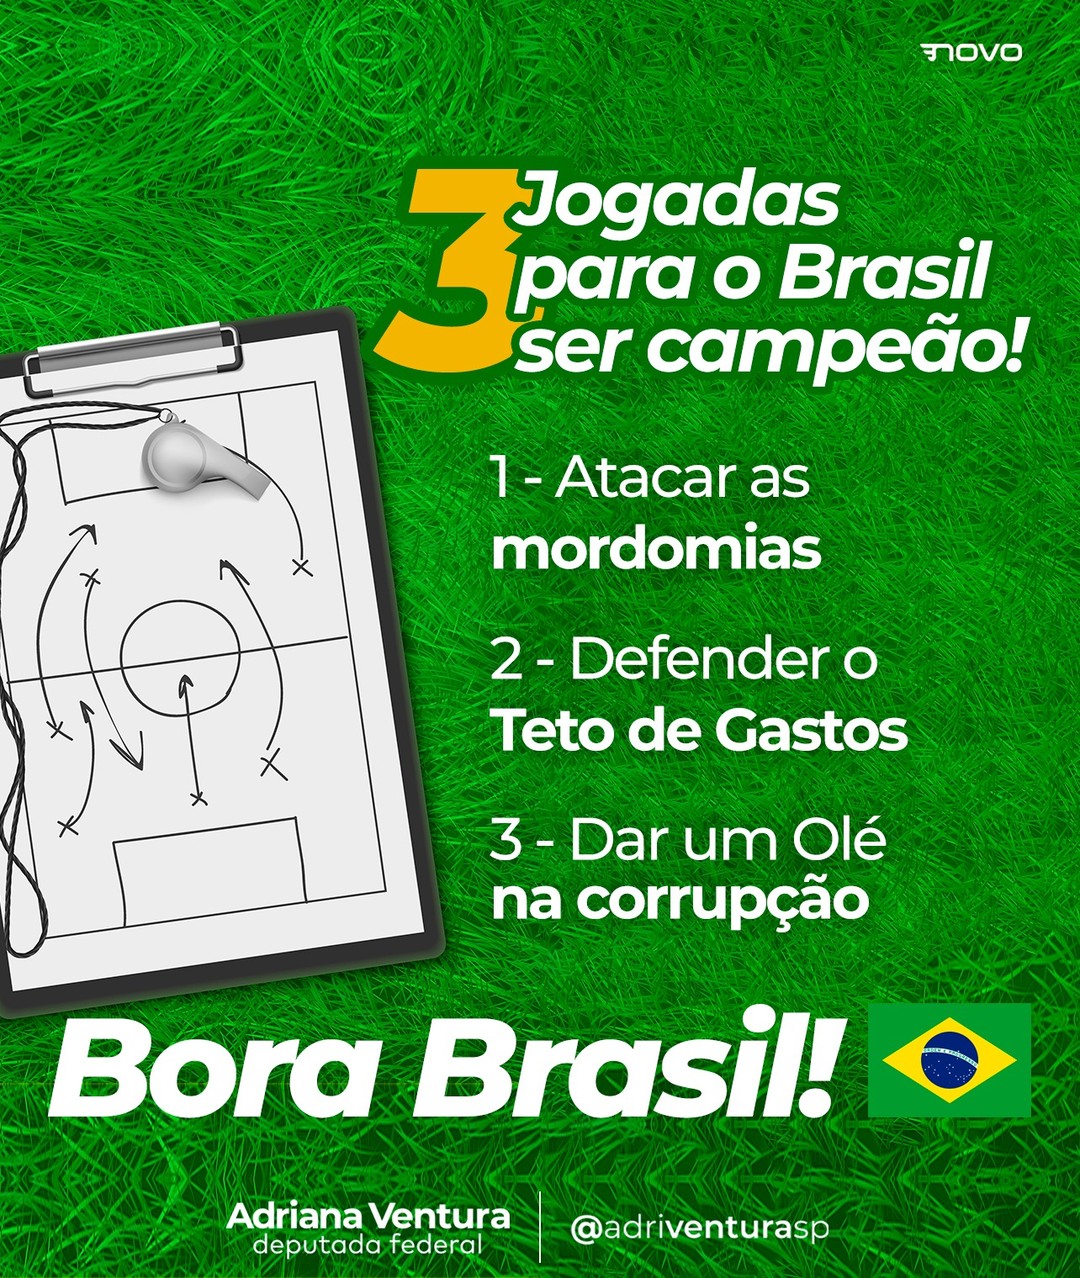 novo
3 Jogadas
para o Brasil
ser campeão!
1 - Atacar as
mordomias
2 - Defender o
Teto de Gastos
3 - Dar um Olé
na corrupção
Bora Brasil!
Adriana Ventura
deputada federal
@adriventurasp